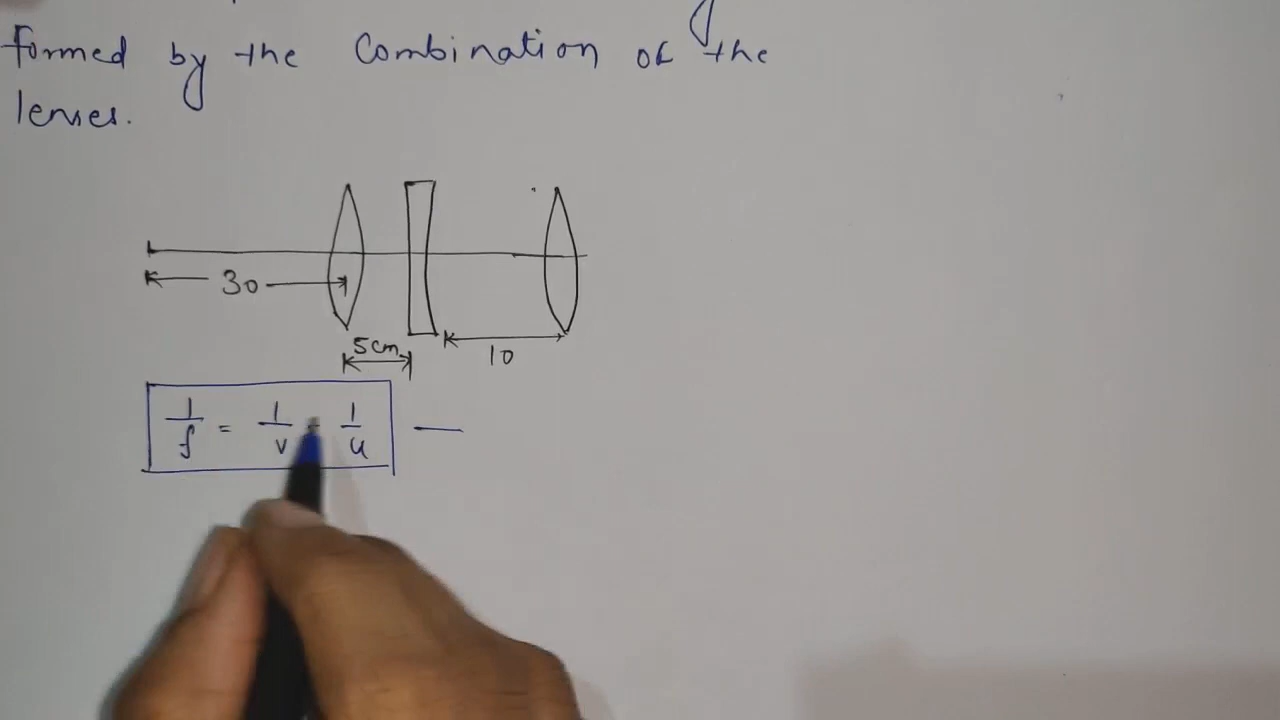 formed by the Combination of the
lenses.
30
5cm
10
1/f = 1/v - 1/u —